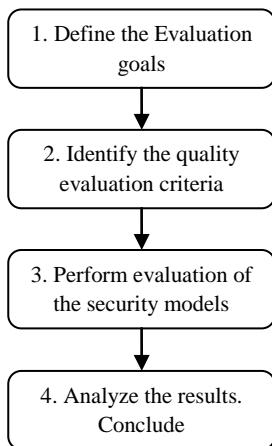 1. Define the Evaluation
goals
2. Identify the quality
evaluation criteria
3. Perform evaluation of
the security models
4. Analyze the results.
Conclude